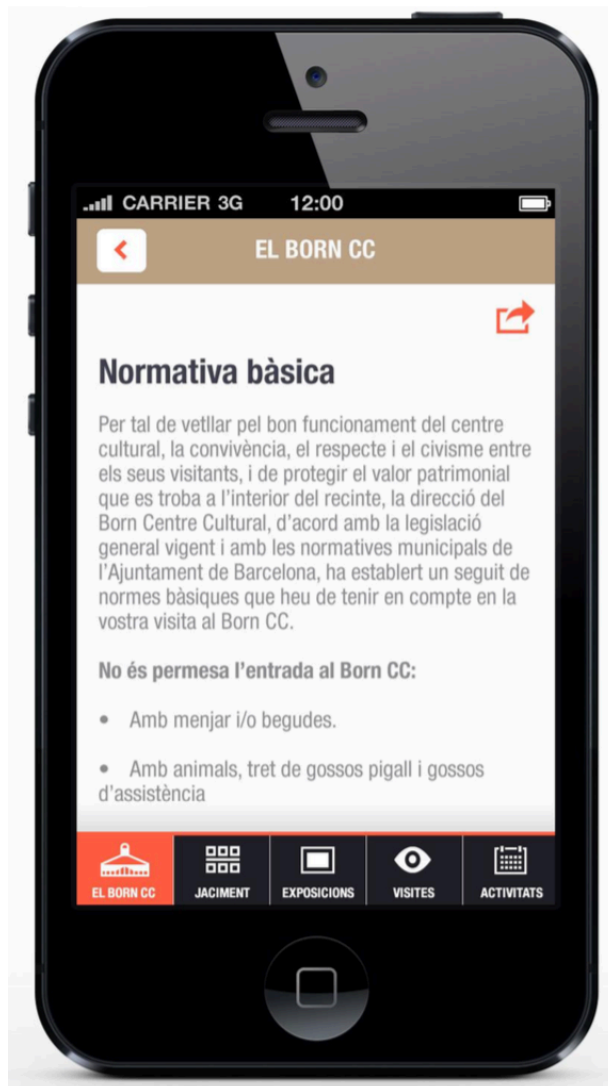 CARRIER 3G 12:00
EL BORN CC
Normativa bàsica
Per tal de vetllar pel bon funcionament del centre
cultural, la convivència, el respecte i el civisme entre
els seus visitants, i de protegir el valor patrimonial
que es troba a l’interior del recinte, la direcció del
Born Centre Cultural, d’acord amb la legislació
general vigent i amb les normatives municipals de
l’Ajuntament de Barcelona, ha establert un seguit de
normes bàsiques que heu de tenir en compte en la
vostra visita al Born CC.
No és permesa l’entrada al Born CC:
• Amb menjar i/o begudes.
• Amb animals, tret de gossos pigall i gossos
d’assistència
EL BORN CC JACIMENT EXPOSICIONS VISITES ACTIVITATS